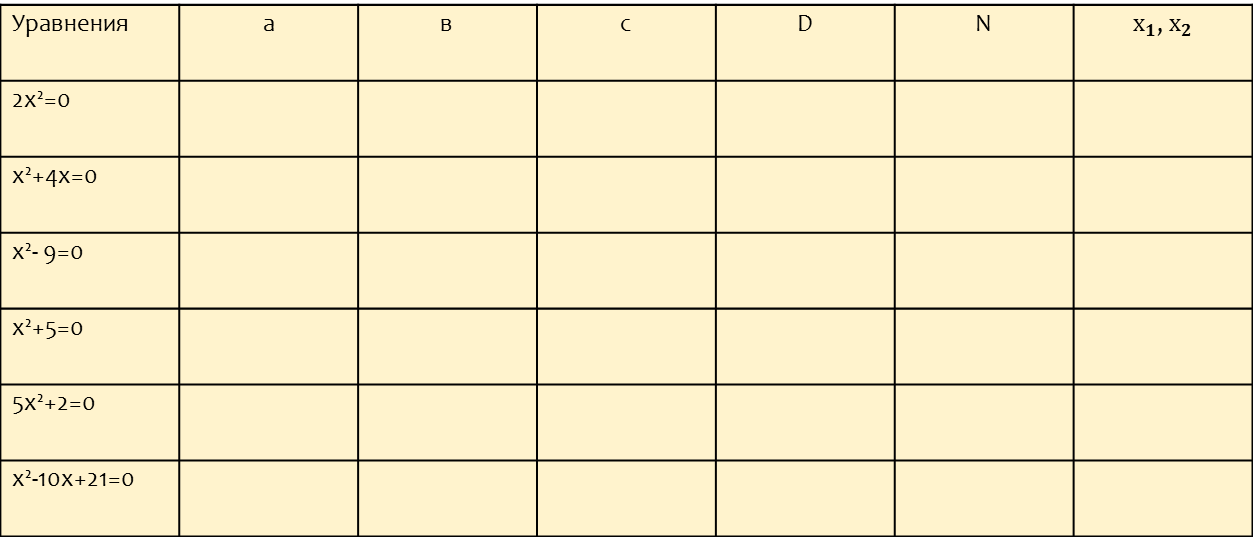 Уравнения а в с D N x₁, x₂
2x²=0
x²+4x=0
x²- 9=0
x²+5=0
5x²+2=0
x²-10x+21=0